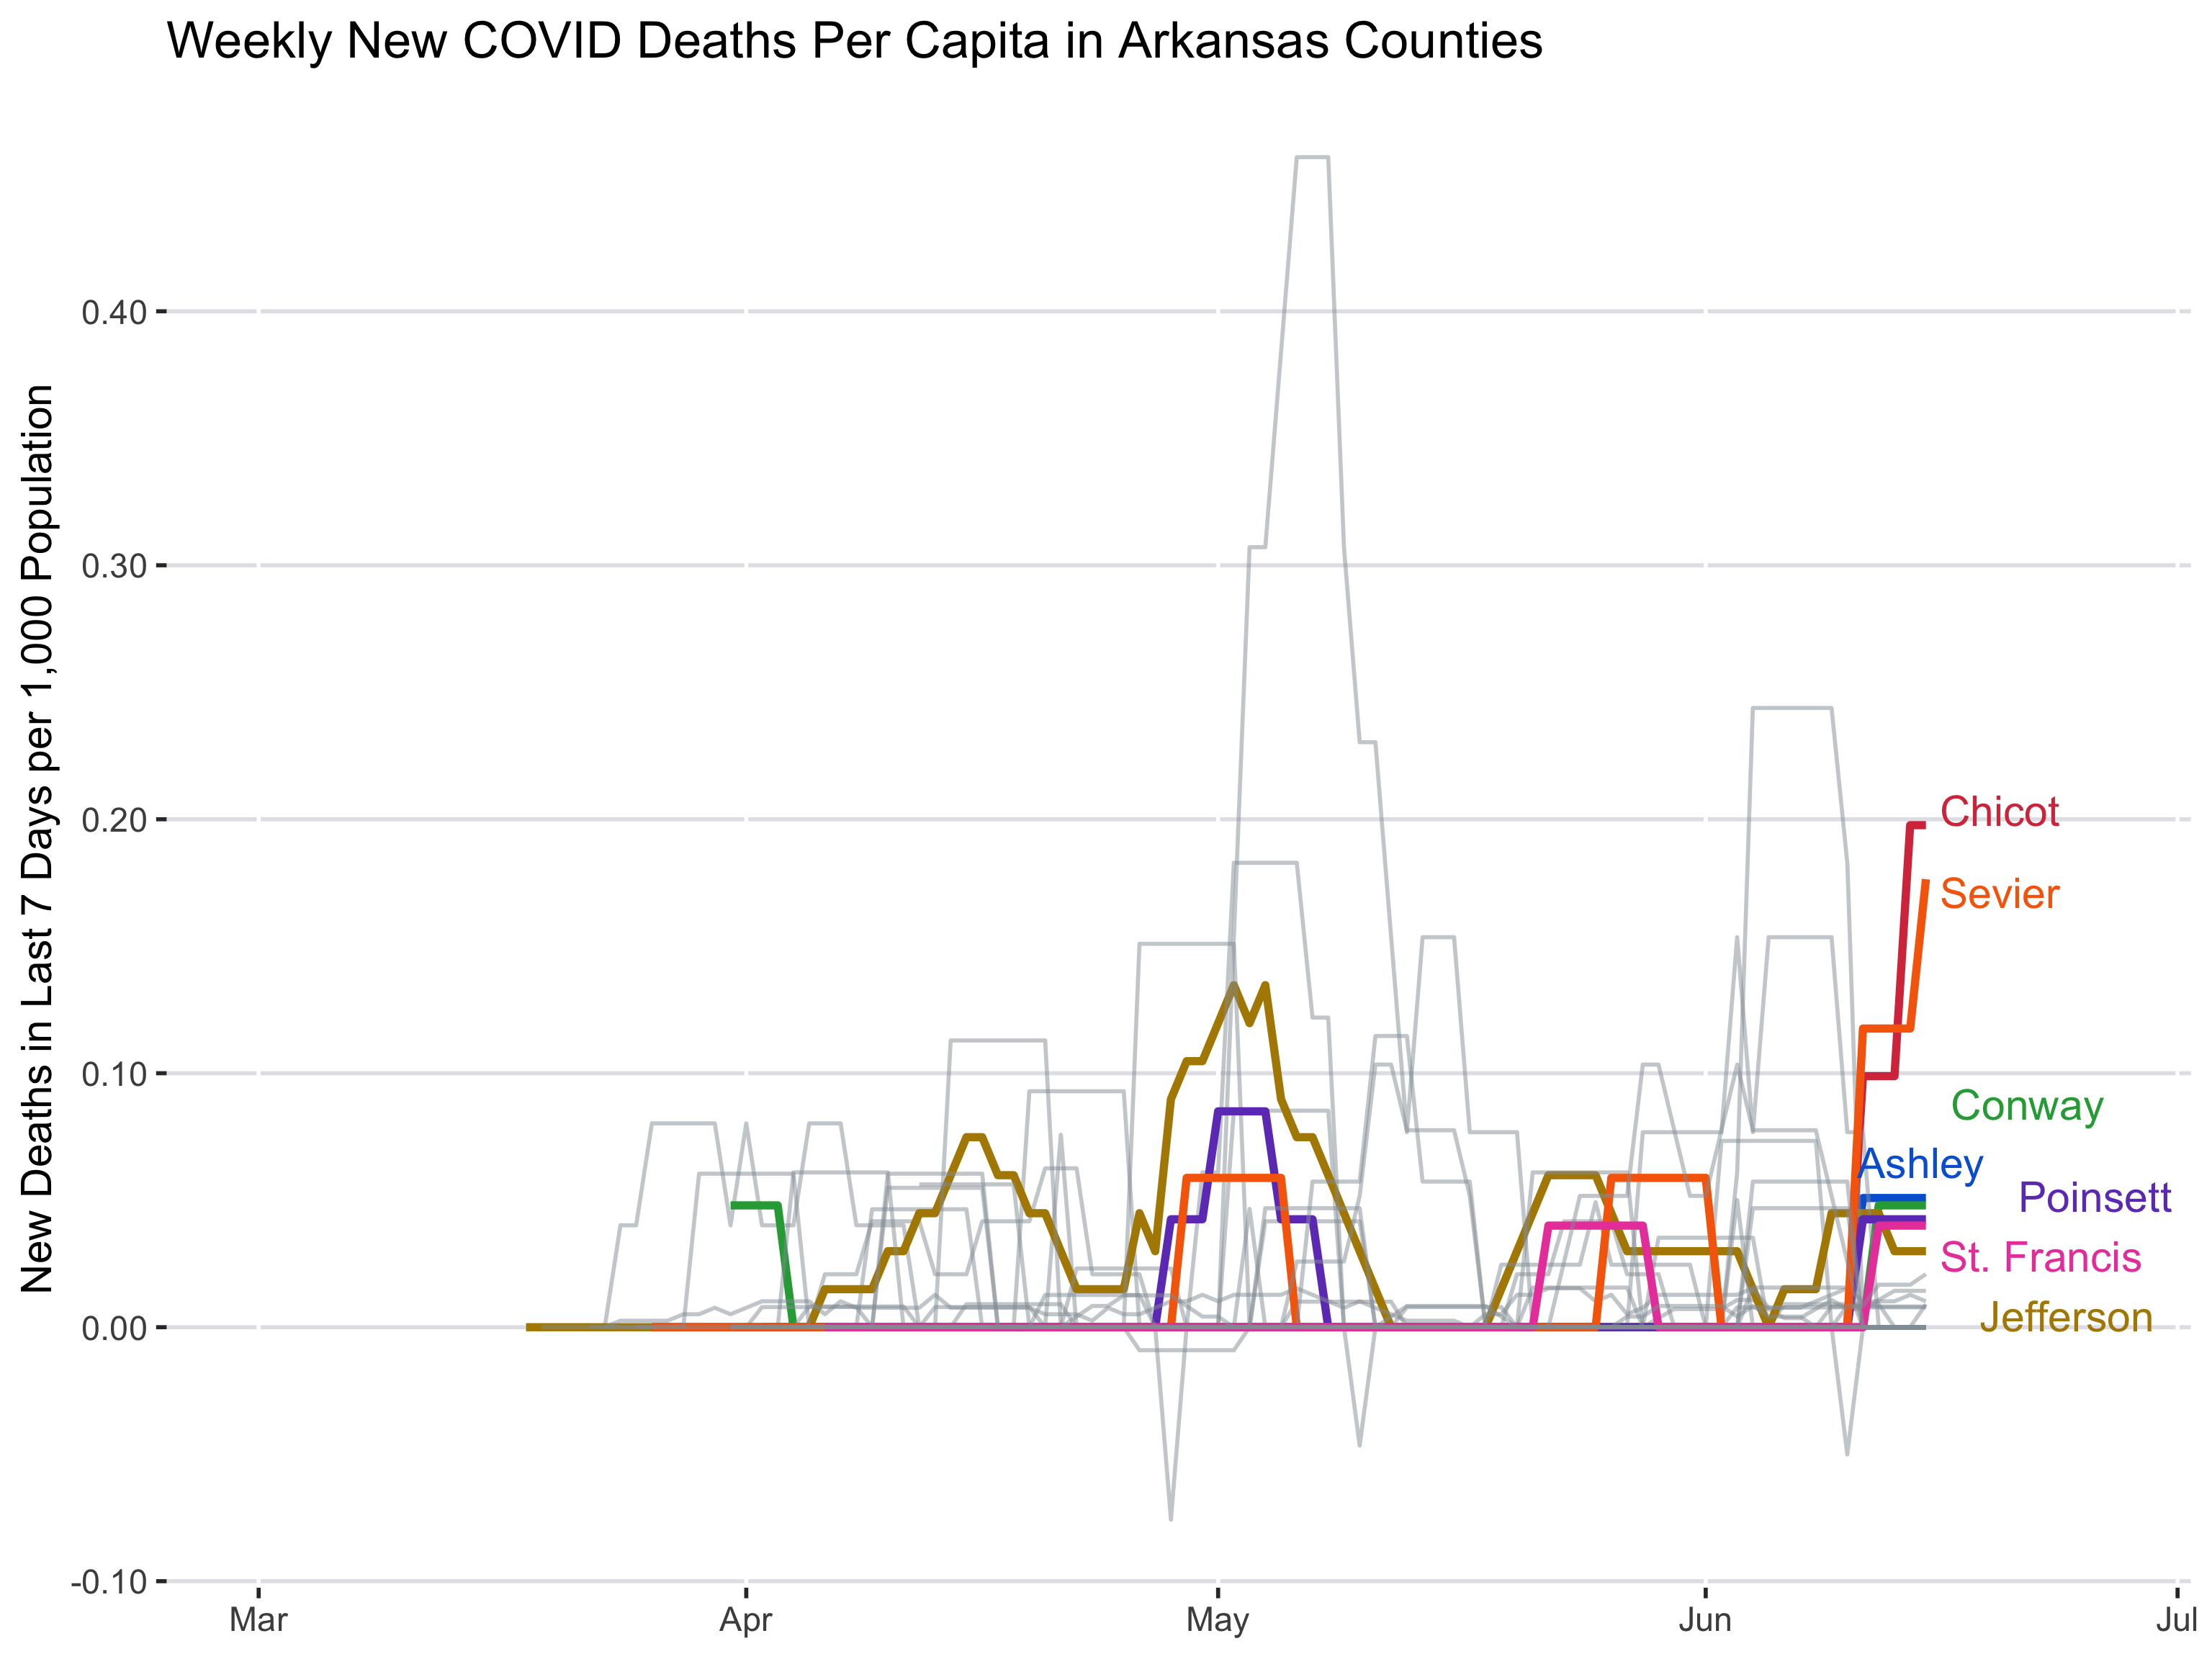 Weekly New COVID Deaths Per Capita in Arkansas Counties
New Deaths in Last 7 Days per 1,000 Population
0.40
0.30
0.20
0.10
0.00
-0.10
Chicot
Sevier
Conway
Ashley
Poinsett
St. Francis
Jefferson
Mar
Apr
May
Jun
Jul